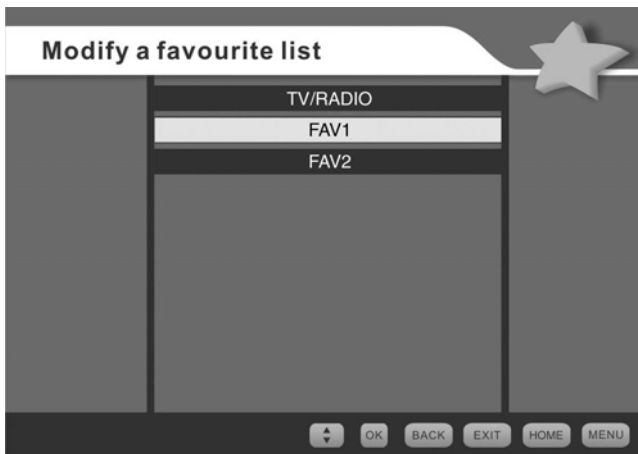 Modify a favourite list
TV/RADIO
FAV1
FAV2
OK BACK EXIT HOME MENU